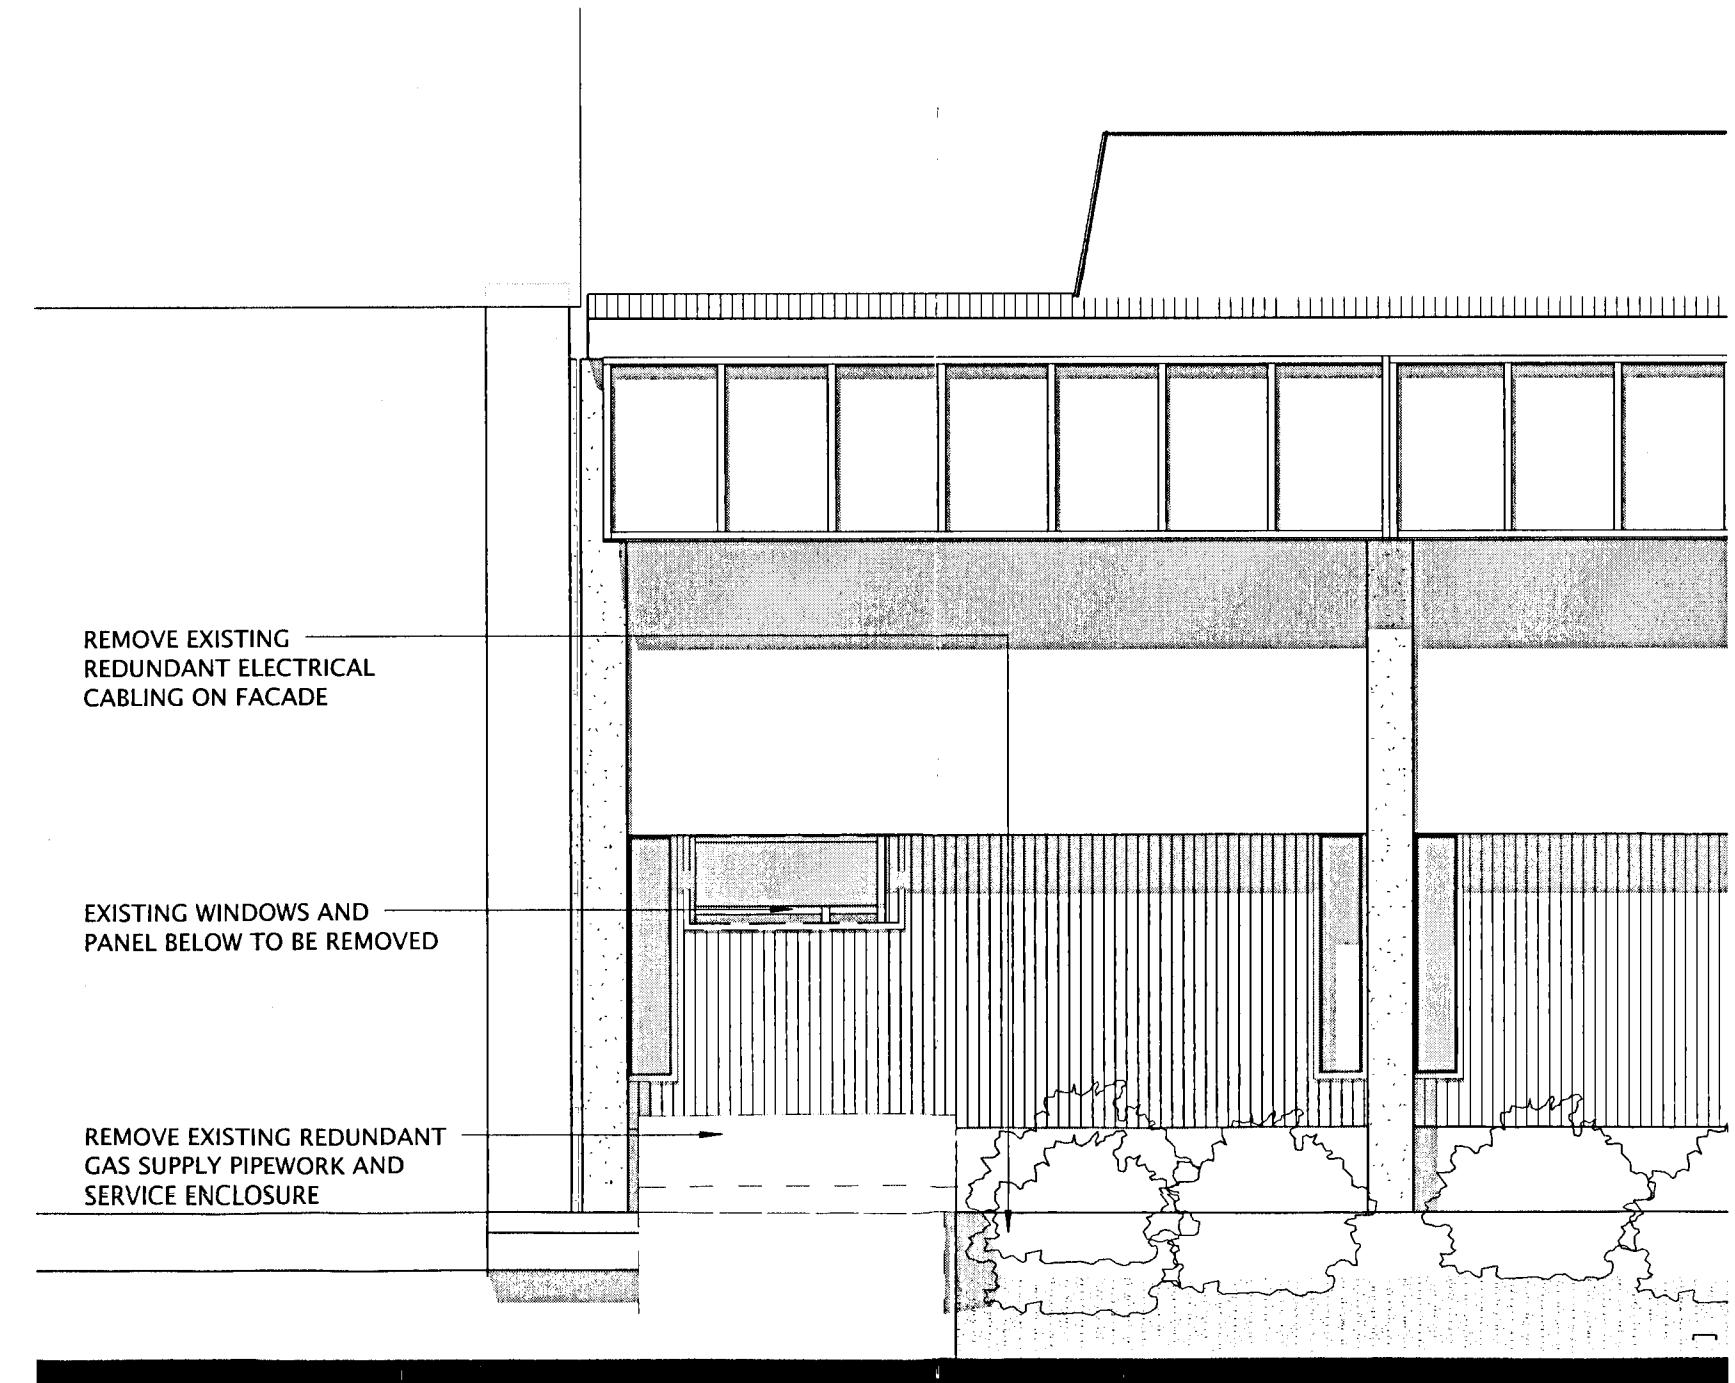 REMOVE EXISTING
REDUNDANT ELECTRICAL
CABLING ON FACADE
EXISTING WINDOWS AND
PANEL BELOW TO BE REMOVED
REMOVE EXISTING REDUNDANT
GAS SUPPLY PIPEWORK AND
SERVICE ENCLOSURE